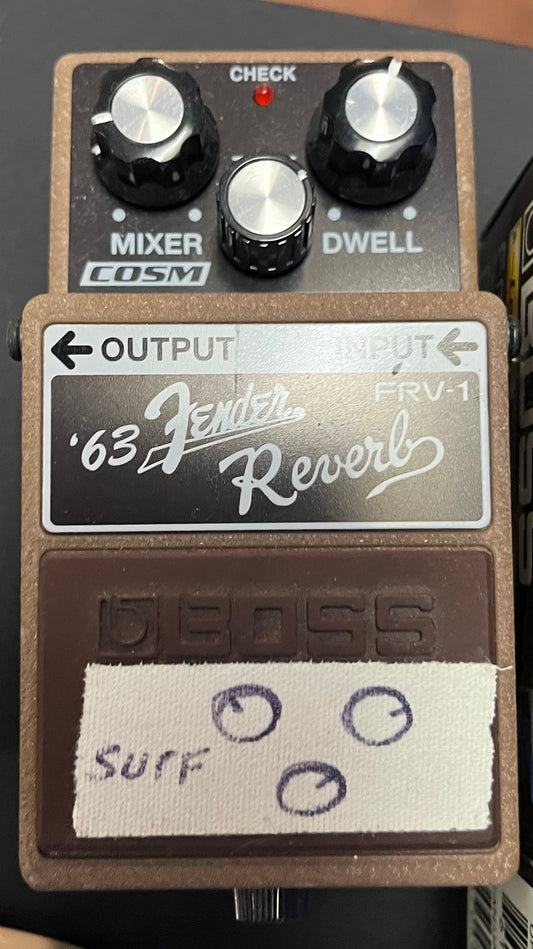 CHECK
MIXER DWELL
COSM
OUTPUT INPUT
FRV-1
'63 Fender
Reverb
BOSS
SURF